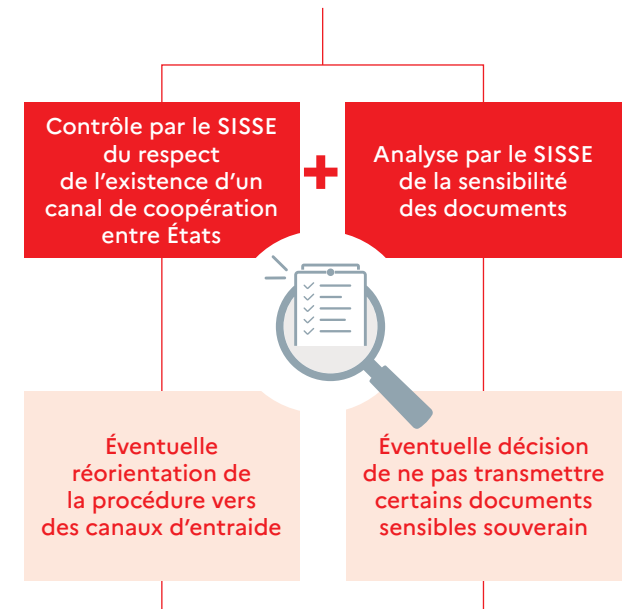 Contrôle par le SISSE
du respect
de l'existence d'un
canal de coopération
entre États
+
Analyse par le SISSE
de la sensibilité
des documents
Éventuelle
réorientation de
la procédure vers
des canaux d'entraide
Éventuelle décision
de ne pas transmettre
certains documents
sensibles souverain